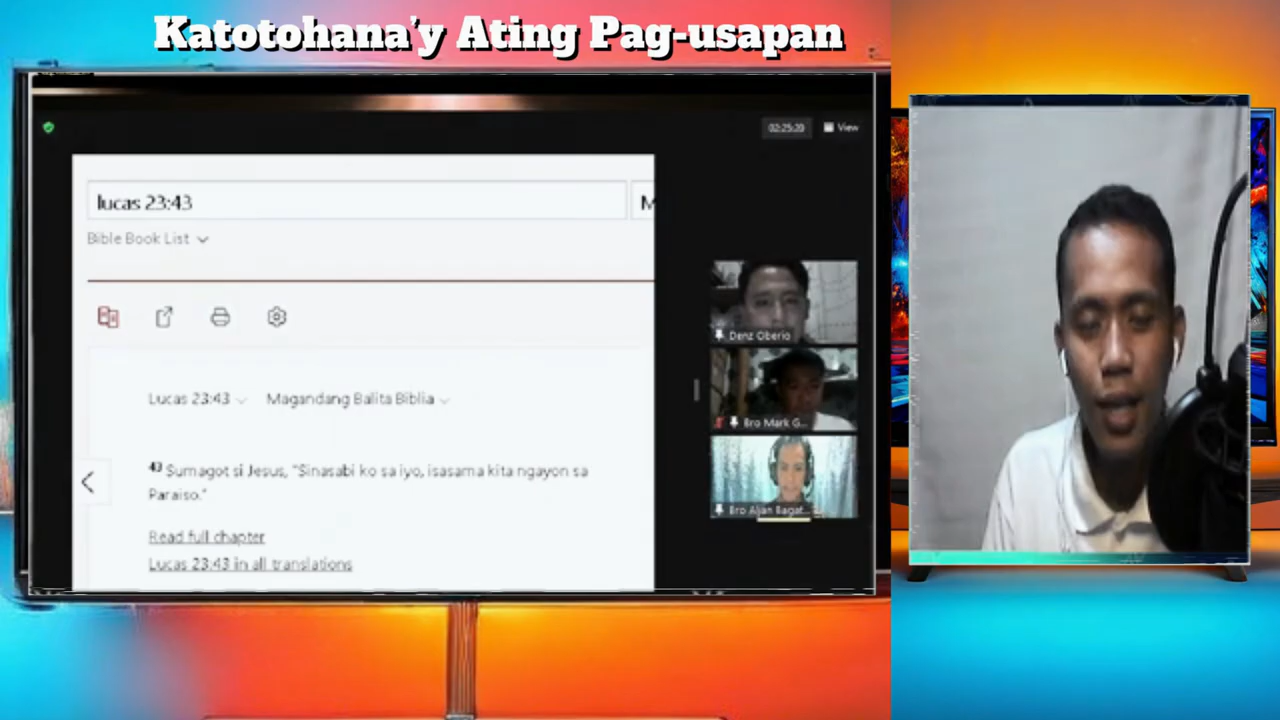 Katotohana'y Ating Pag-usapan
02:25:20
View
lucas 23:43
M
Bible Book List
Lucas 23:43
Magandang Balita Biblia
43 Sumagot si Jesus, "Sinasabi ko sa iyo, isasama kita ngayon sa
Paraiso."
Read full chapter
Lucas 23:43 in all translations
Denz Oberio
Bro Mark G...
Bro Aljan Bagat...